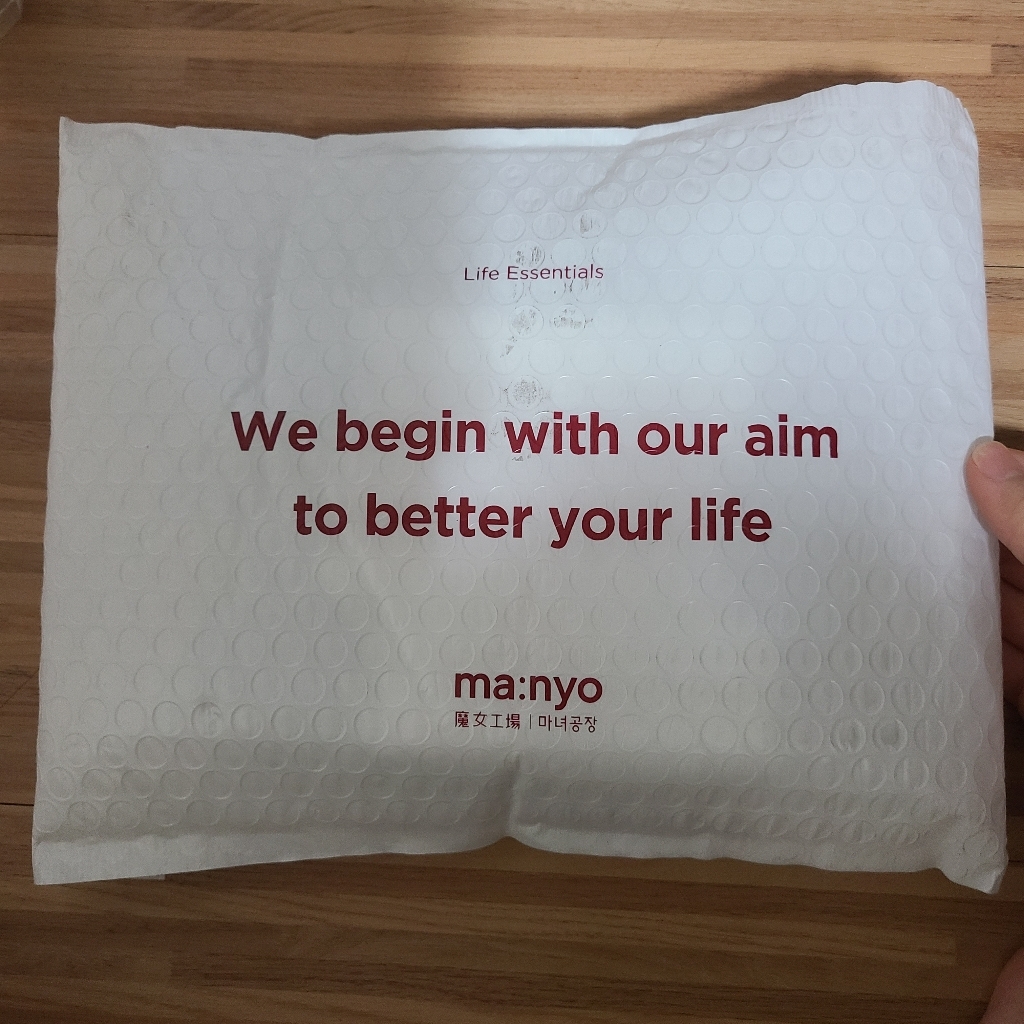 Life Essentials
We begin with our aim
to better your life
ma:nyo
魔女工場 | 마녀공장